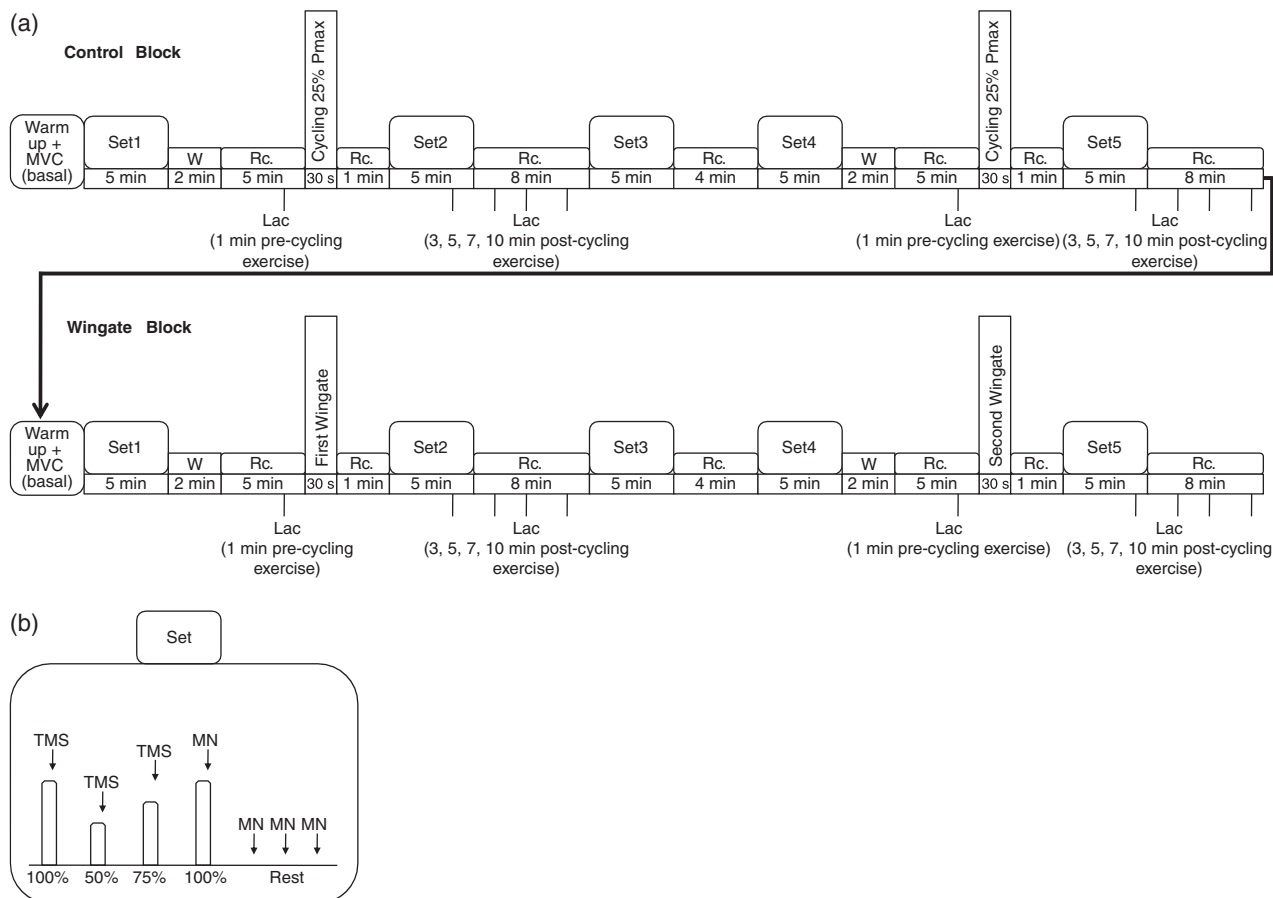 (a)
Control Block
Warm
up +
MVC
(basal)
Set1
W
Rc.
Cycling 25% Pmax
Rc.
Set2
Rc.
Set3
Rc.
Set4
W
Rc.
Cycling 25% Pmax
Rc.
Set5
Rc.
5 min 2 min 5 min 30 s 1 min 5 min 8 min 5 min 4 min 5 min 2 min 5 min 30 s 1 min 5 min 8 min
Lac
(1 min pre-cycling
exercise)
Lac
(3, 5, 7, 10 min post-cycling
exercise)
Lac
(1 min pre-cycling exercise)
Lac
(3, 5, 7, 10 min post-cycling
exercise)
Wingate Block
Warm
up +
MVC
(basal)
Set1
W
Rc.
First Wingate
Rc.
Set2
Rc.
Set3
Rc.
Set4
W
Rc.
Second Wingate
Rc.
Set5
Rc.
5 min 2 min 5 min 30 s 1 min 5 min 8 min 5 min 4 min 5 min 2 min 5 min 30 s 1 min 5 min 8 min
Lac
(1 min pre-cycling
exercise)
Lac
(3, 5, 7, 10 min post-cycling
exercise)
Lac
(1 min pre-cycling exercise)
Lac
(3, 5, 7, 10 min post-cycling
exercise)
(b)
Set
TMS
TMS
TMS
MN
MN MN MN
100% 50% 75% 100% Rest